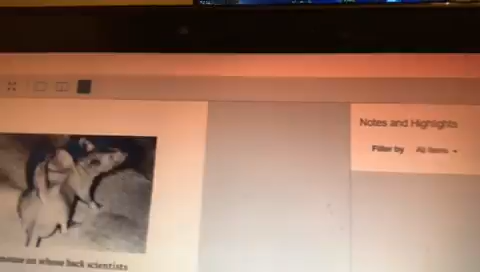 Notes and Highlights
Filter by All items
mouse on whose back scientists